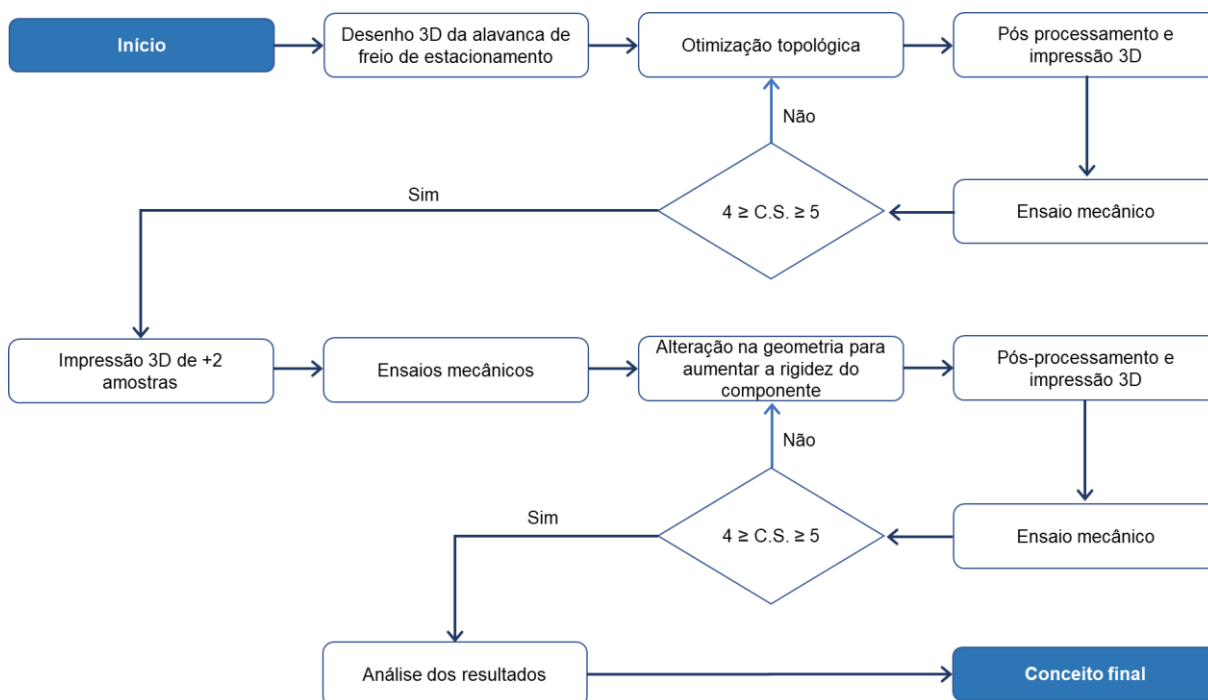 Início
Desenho 3D da alavanca de
freio de estacionamento
Otimização topológica
Pós processamento e
impressão 3D
Não
Sim
4 ≥ C.S. ≥ 5
Ensaio mecânico
Impressão 3D de +2
amostras
Ensaios mecânicos
Alteração na geometria para
aumentar a rigidez do
componente
Pós-processamento e
impressão 3D
Não
Sim
4 ≥ C.S. ≥ 5
Ensaio mecânico
Análise dos resultados
Conceito final